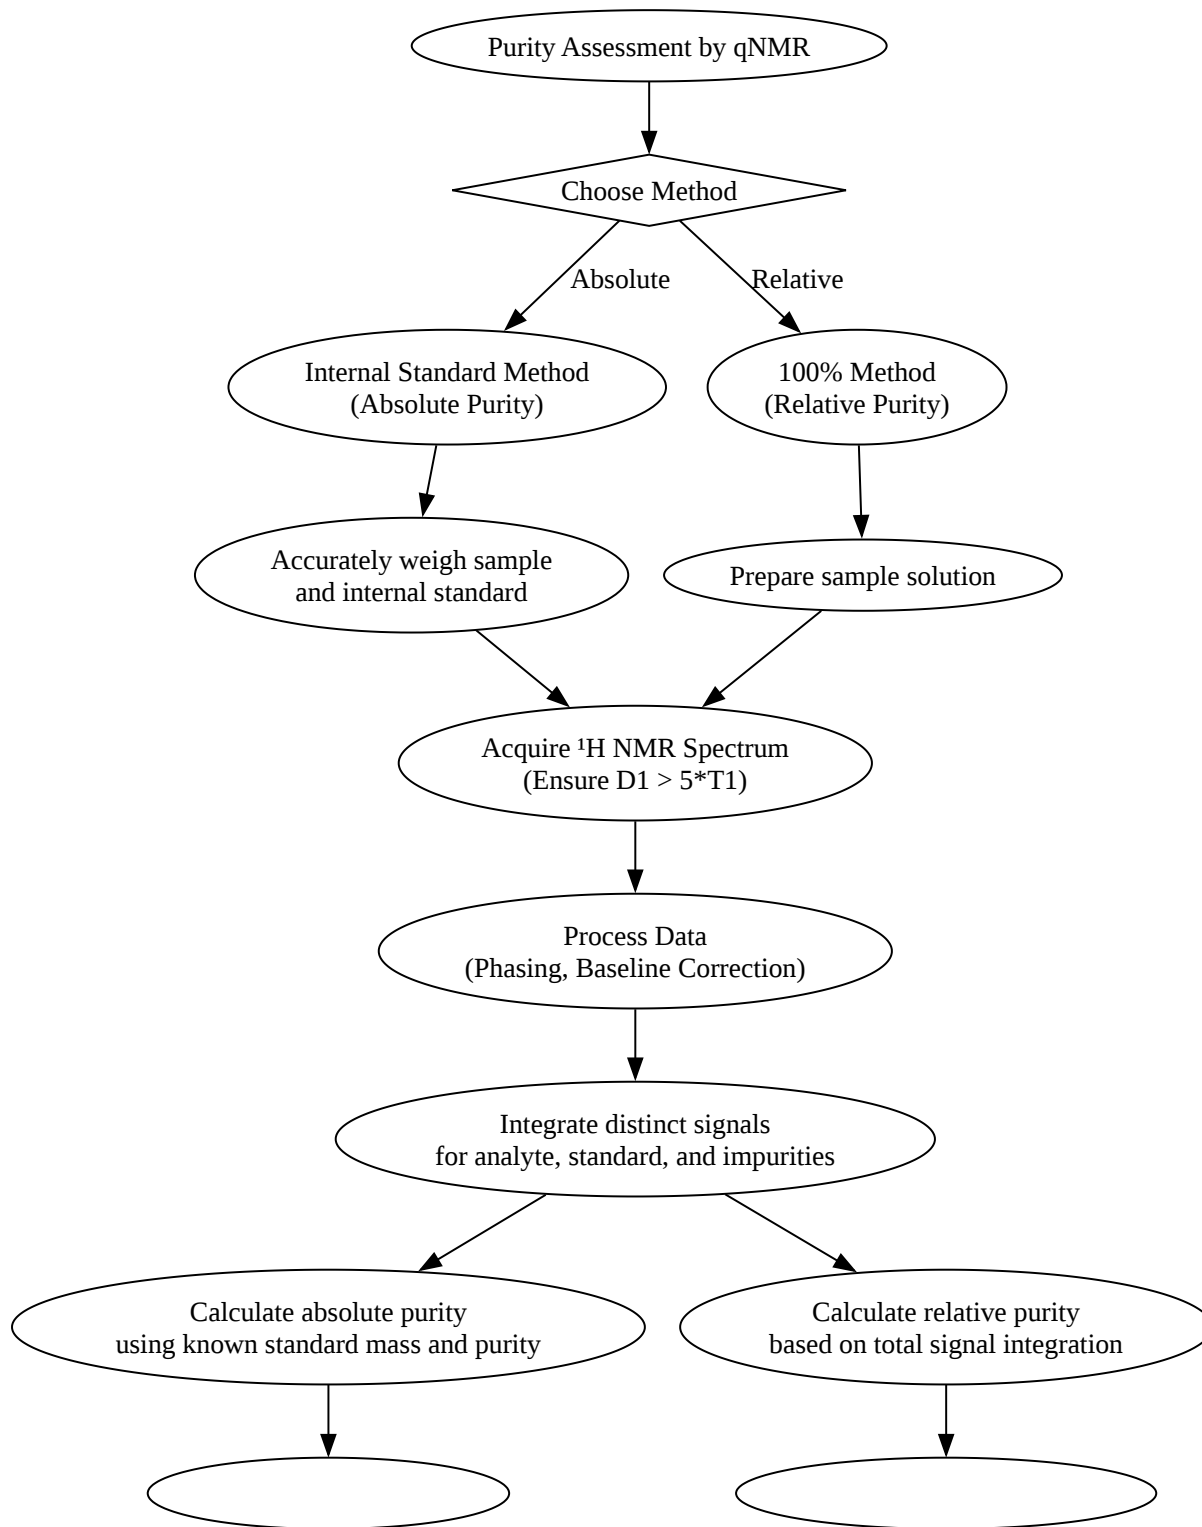 Purity Assessment by qNMR
Choose Method
Absolute
Relative
Internal Standard Method
(Absolute Purity)
100% Method
(Relative Purity)
Accurately weigh sample
and internal standard
Prepare sample solution
Acquire ¹H NMR Spectrum
(Ensure D1 > 5*T1)
Process Data
(Phasing, Baseline Correction)
Integrate distinct signals
for analyte, standard, and impurities
Calculate absolute purity
using known standard mass and purity
Calculate relative purity
based on total signal integration